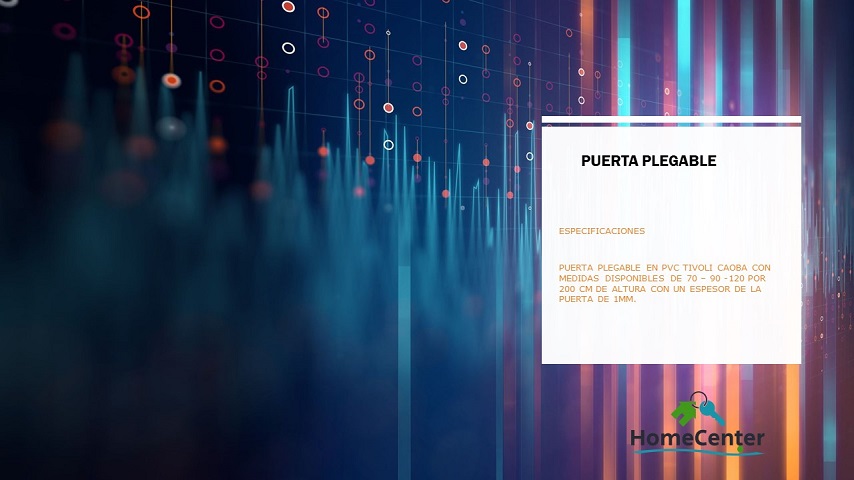 PUERTA PLEGABLE
ESPECIFICACIONES
PUERTA PLEGABLE EN PVC TIVOLI CAOBA CON
MEDIDAS DISPONIBLES DE 70 – 90 -120 POR
200 CM DE ALTURA CON UN ESPESOR DE LA
PUERTA DE 1MM.
HomeCenter